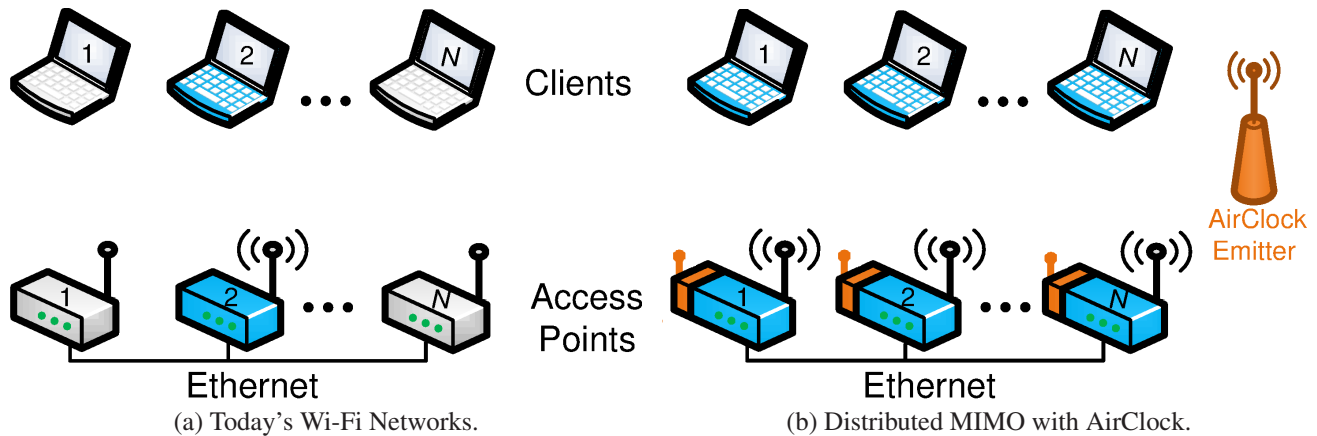 1 2 N Clients 1 2 N
AirClock
Emitter
1 2 N Access Points 1 2 N
Ethernet Ethernet
(a) Today's Wi-Fi Networks. (b) Distributed MIMO with AirClock.